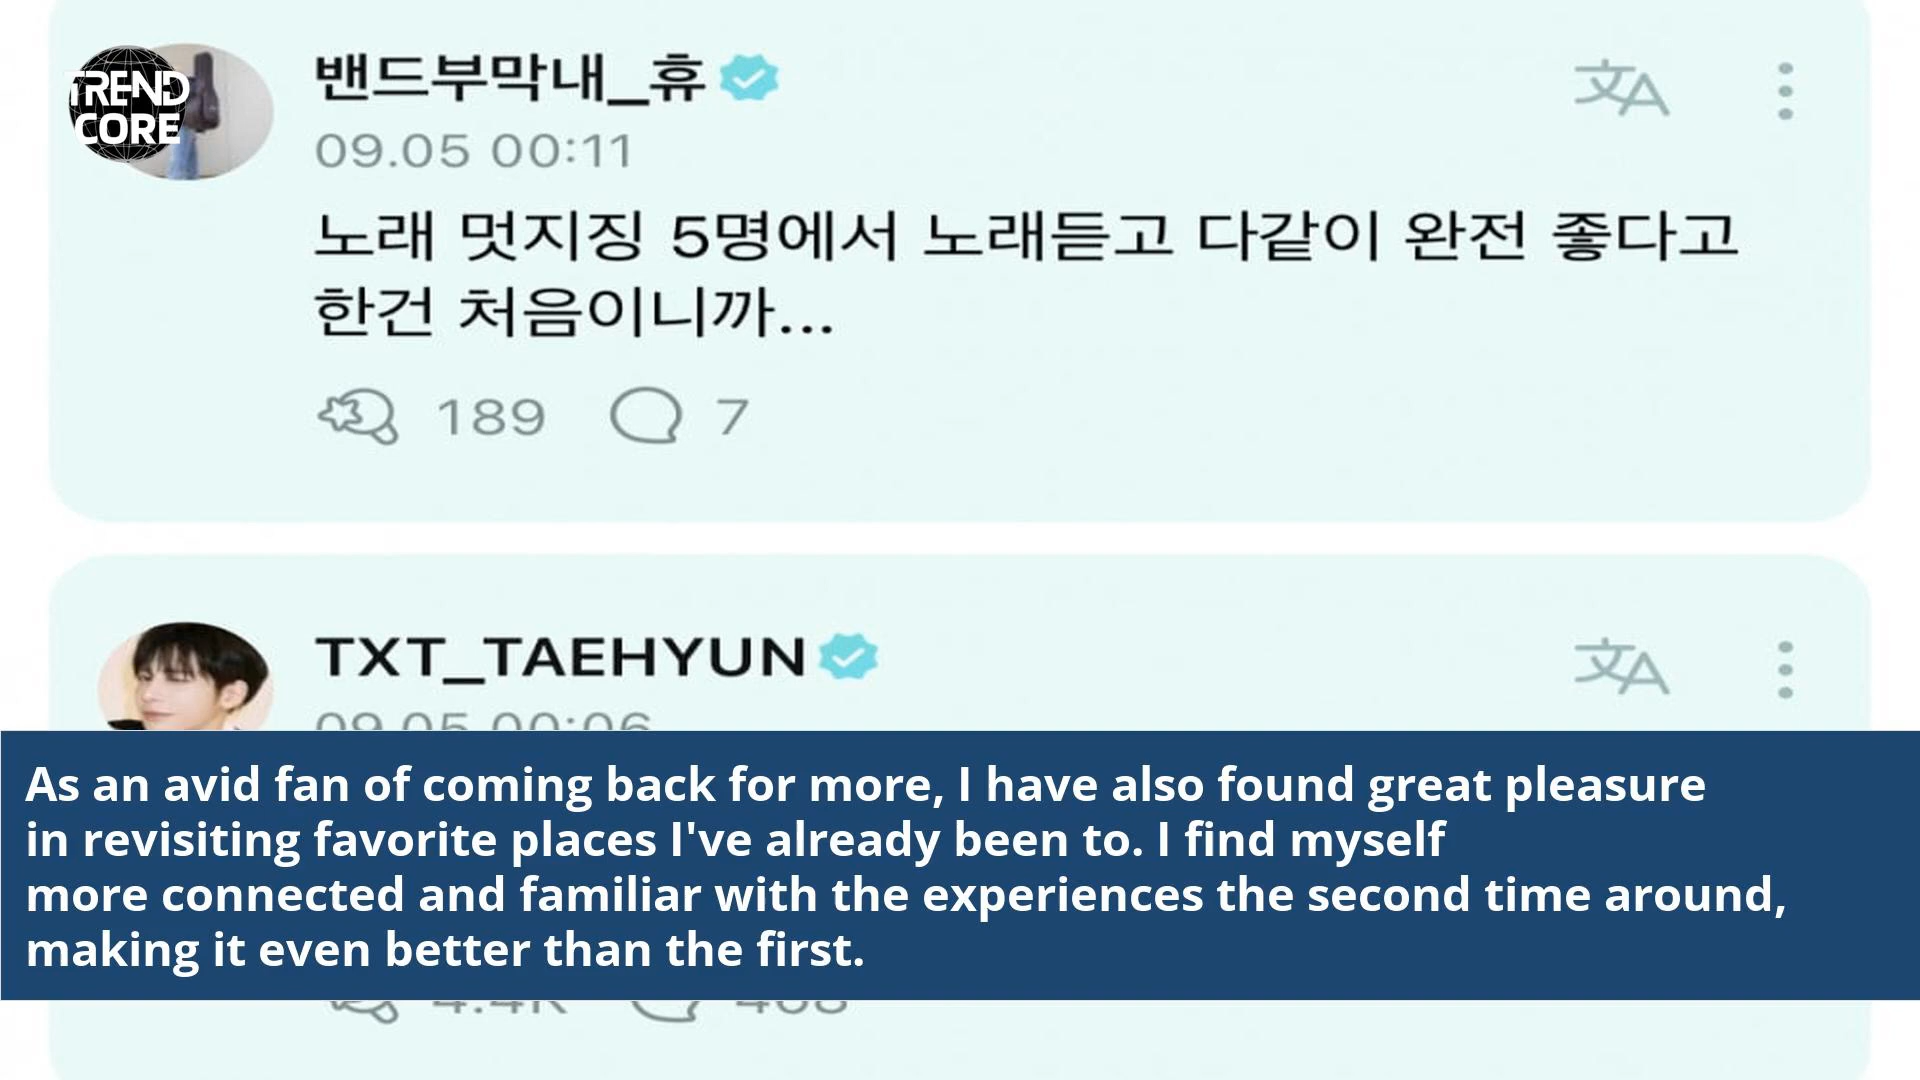 TREND
CORE
밴드부막내_휴
09.05 00:11
노래 멋지징 5명에서 노래듣고 다같이 완전 좋다고
한건 처음이니까...
189 7
TXT_TAEHYUN
09.05 00:06
As an avid fan of coming back for more, I have also found great pleasure
in revisiting favorite places I've already been to. I find myself
more connected and familiar with the experiences the second time around,
making it even better than the first.